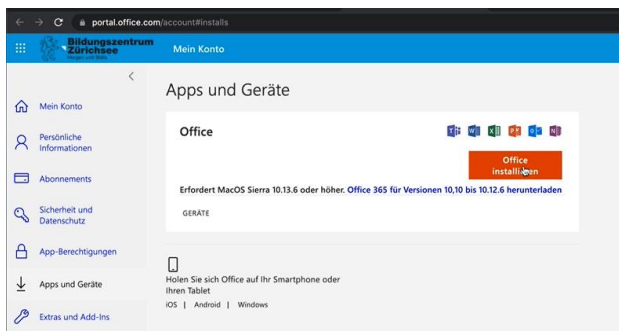 portal.office.com/account#installs
Bildungszentrum
Zürichsee
Mein Konto
Mein Konto
Persönliche
Informationen
Abonnements
Sicherheit und
Datenschutz
App-Berechtigungen
Apps und Geräte
Extras und Add-Ins
Apps und Geräte
Office
Office
installieren
Erfordert MacOS Sierra 10.13.6 oder höher. Office 365 für Versionen 10,10 bis 10.12.6 herunterladen
GERÄTE
Holen Sie sich Office auf Ihr Smartphone oder
Ihren Tablet
iOS | Android | Windows